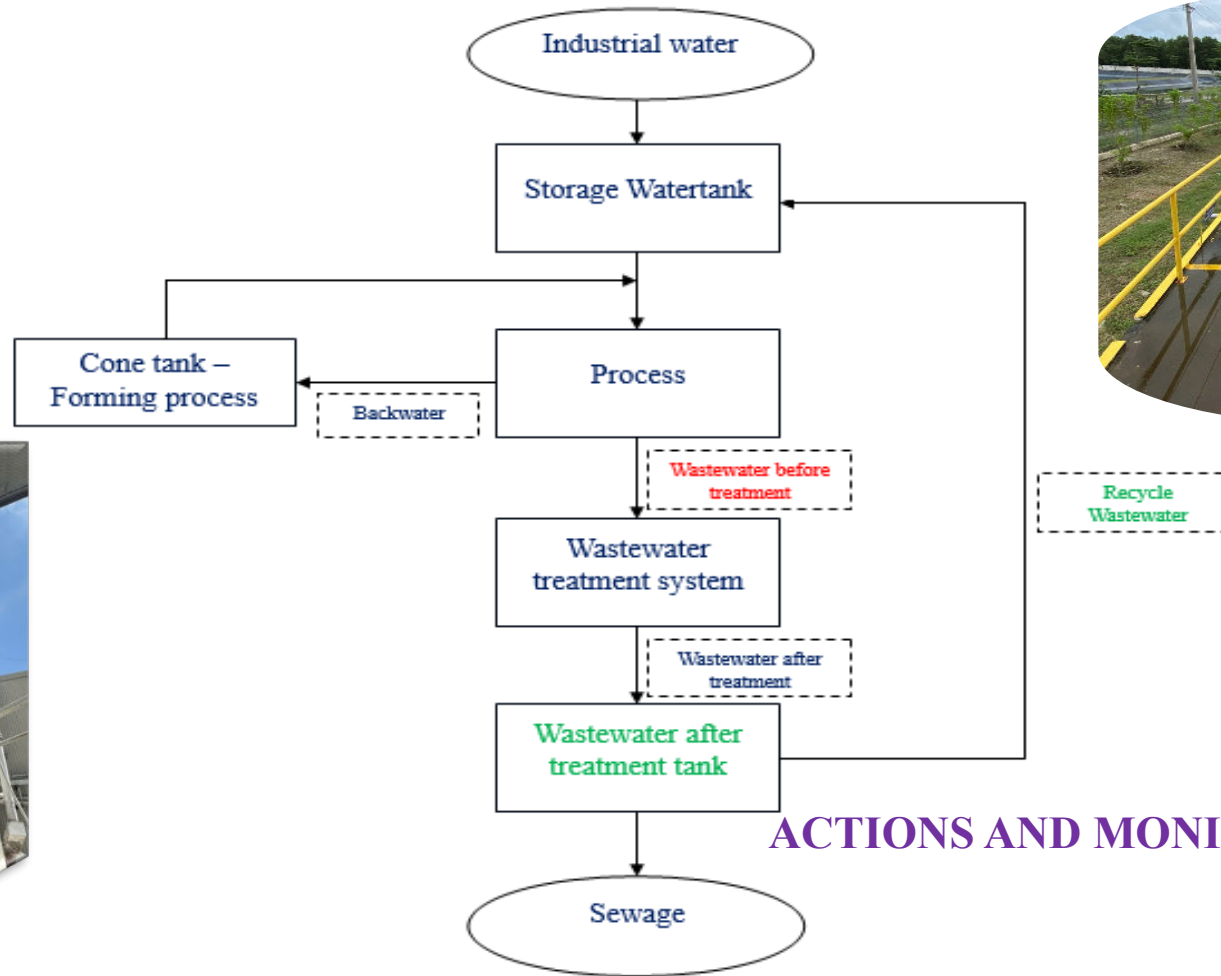 Industrial water
Storage Watertank
Cone tank –
Forming process
Process
Backwater
Wastewater before
treatment
Recycle
Wastewater
Wastewater
treatment system
Wastewater after
treatment
Wastewater after
treatment tank
ACTIONS AND MONI
Sewage